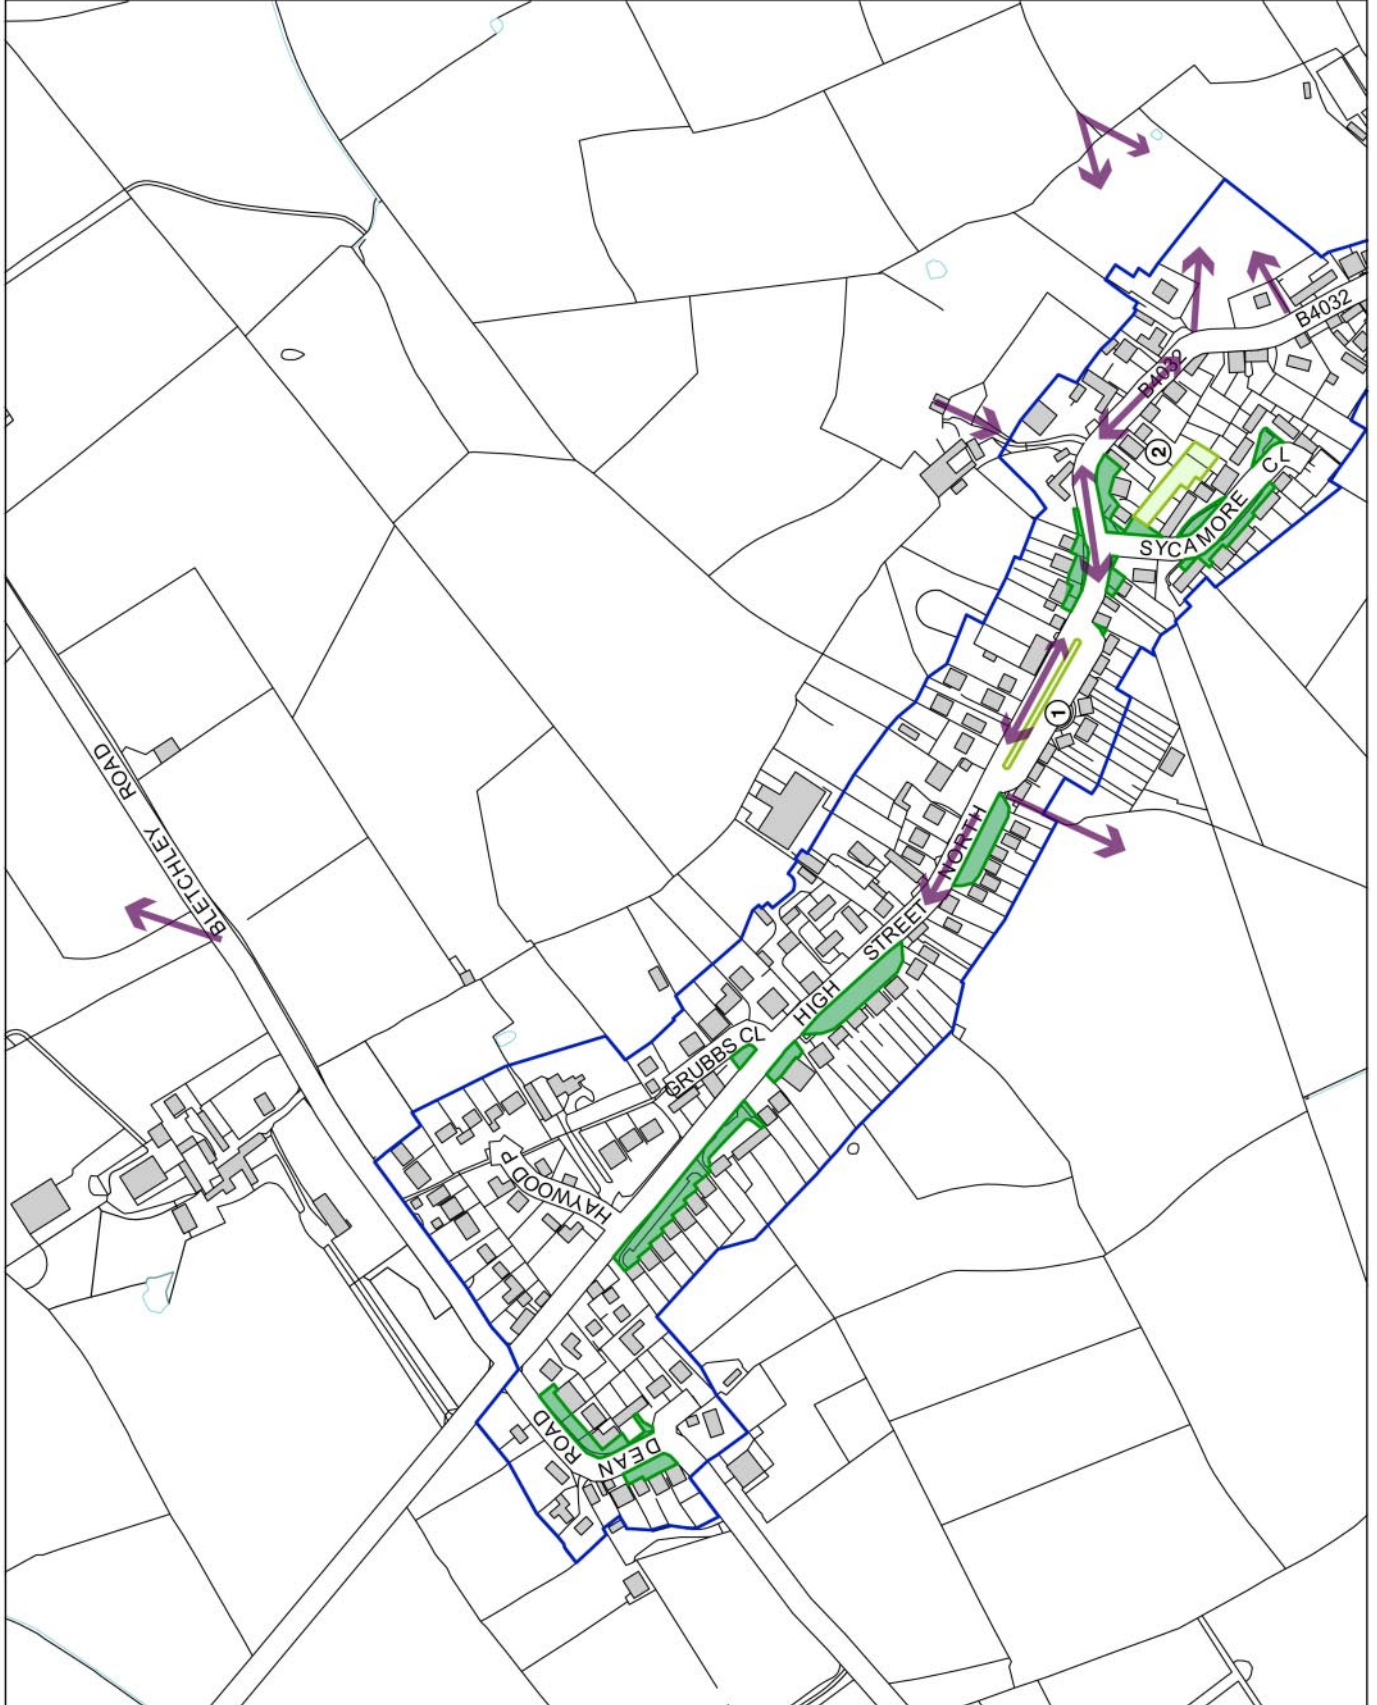 B4032
B4032
2
SYCAMORE CL
1
BLETCHLEY ROAD
HIGH STREET NORTH
GRUBBS CL
HAYWOOD P
DEAN ROAD